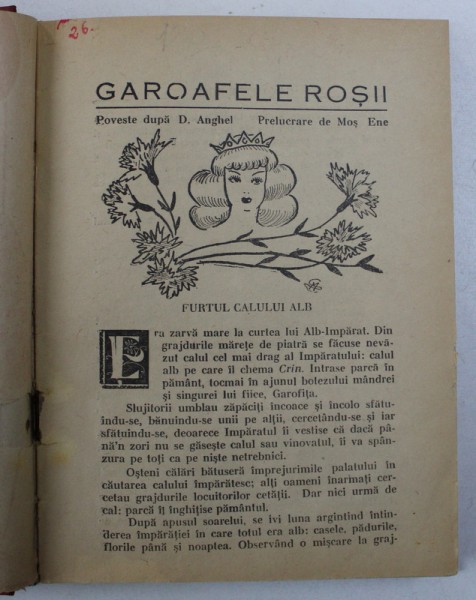 26.
GAROAFELE ROȘII
Poveste după D. Anghel Prelucrare de Moș Ene
FURTUL CALULUI ALB
Era zarvă mare la curtea lui Alb-Impărat. Din
grajdurile mărețe de piatră se făcuse nevă-
zut calul cel mai drag al Impăratului: calul
alb pe care îl chema Crin. Intrase parcă în
pământ, tocmai în ajunul botezului mândrei
și singurei lui fiice, Garofița.
Slujitorii umblau zăpăciți incoace și încolo sfătu-
indu-se, bănuindu-se unii pe alții, cercetându-se și iar
sfătuindu-se, deoarece Impăratul îi vestise că dacă pâ-
nă'n zori nu se găsește calul sau vinovatul, îi va spân-
zura pe toți ca pe niște netrebnici.
Oșteni călări bătuseră împrejurimile palatului în
căutarea calului împărătesc; alți oameni înarmați cer-
cetau grajdurile locuitorilor cetății. Dar nici urmă de
cal: parcă îl înghițise pământul.
După apusul soarelui, se ivi luna argintind întin-
derea împărăției în care totul era alb: casele, pădurile,
florile până și noaptea. Observând o mișcare la graj-